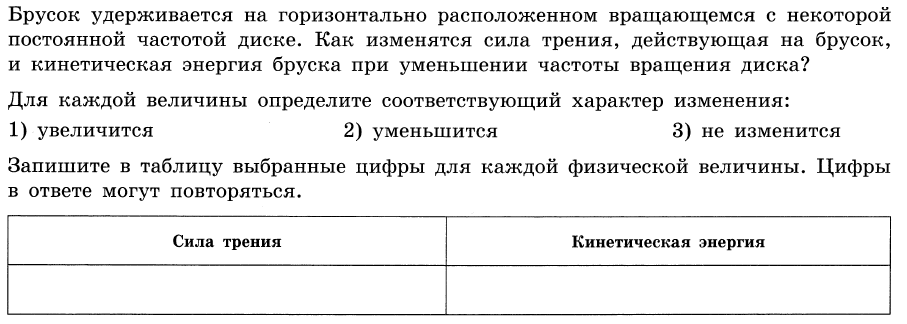 Брусок удерживается на горизонтально расположенном вращающемся с некоторой
постоянной частотой диске. Как изменятся сила трения, действующая на брусок,
и кинетическая энергия бруска при уменьшении частоты вращения диска?
Для каждой величины определите соответствующий характер изменения:
1) увеличится 2) уменьшится 3) не изменится
Запишите в таблицу выбранные цифры для каждой физической величины. Цифры
в ответе могут повторяться.
Сила трения Кинетическая энергия